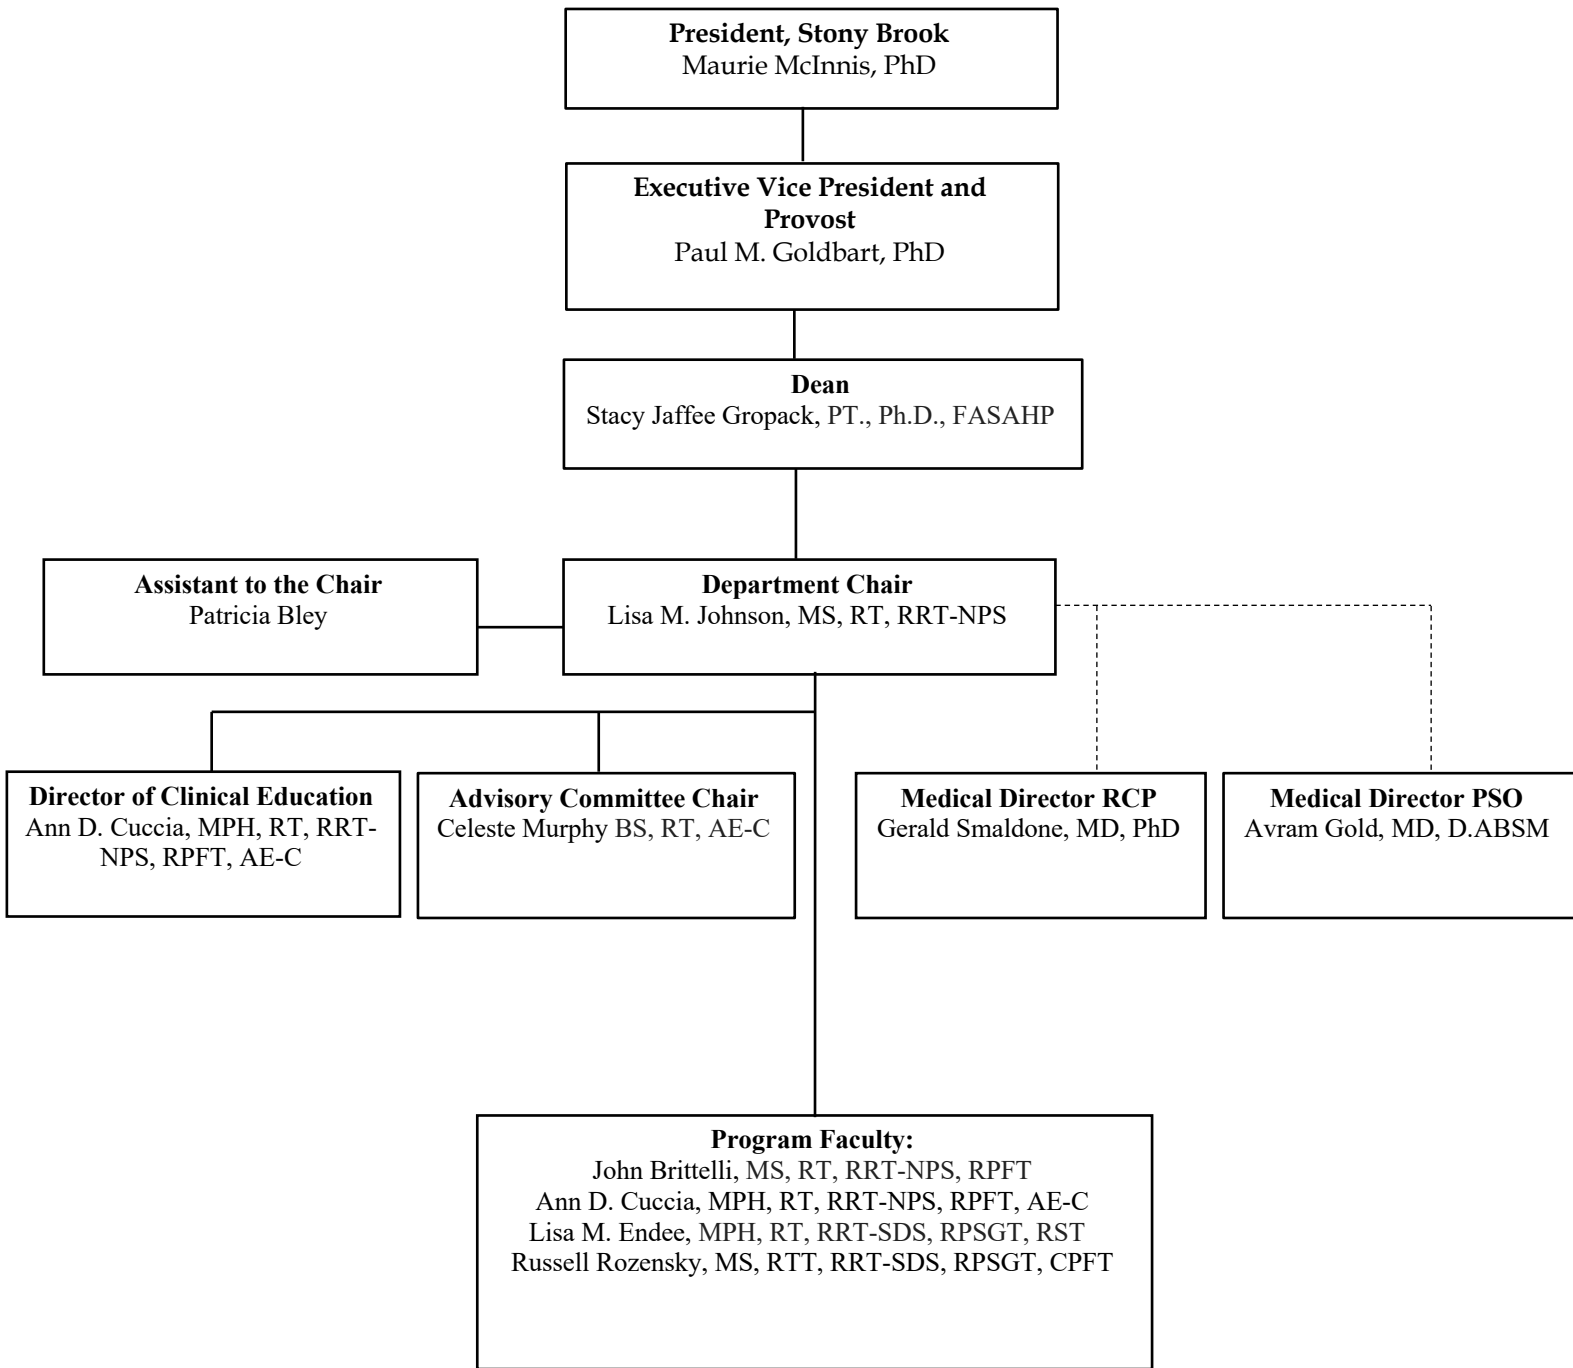 President, Stony Brook
Maurie McInnis, PhD
Executive Vice President and
Provost
Paul M. Goldbart, PhD
Dean
Stacy Jaffee Gropack, PT., Ph.D., FASAHP
Assistant to the Chair
Patricia Bley
Department Chair
Lisa M. Johnson, MS, RT, RRT-NPS
Director of Clinical Education
Ann D. Cuccia, MPH, RT, RRT-
NPS, RPFT, AE-C
Advisory Committee Chair
Celeste Murphy BS, RT, AE-C
Medical Director RCP
Gerald Smaldone, MD, PhD
Medical Director PSO
Avram Gold, MD, D.ABSM
Program Faculty:
John Brittelli, MS, RT, RRT-NPS, RPFT
Ann D. Cuccia, MPH, RT, RRT-NPS, RPFT, AE-C
Lisa M. Endee, MPH, RT, RRT-SDS, RPSGT, RST
Russell Rozensky, MS, RTT, RRT-SDS, RPSGT, CPFT